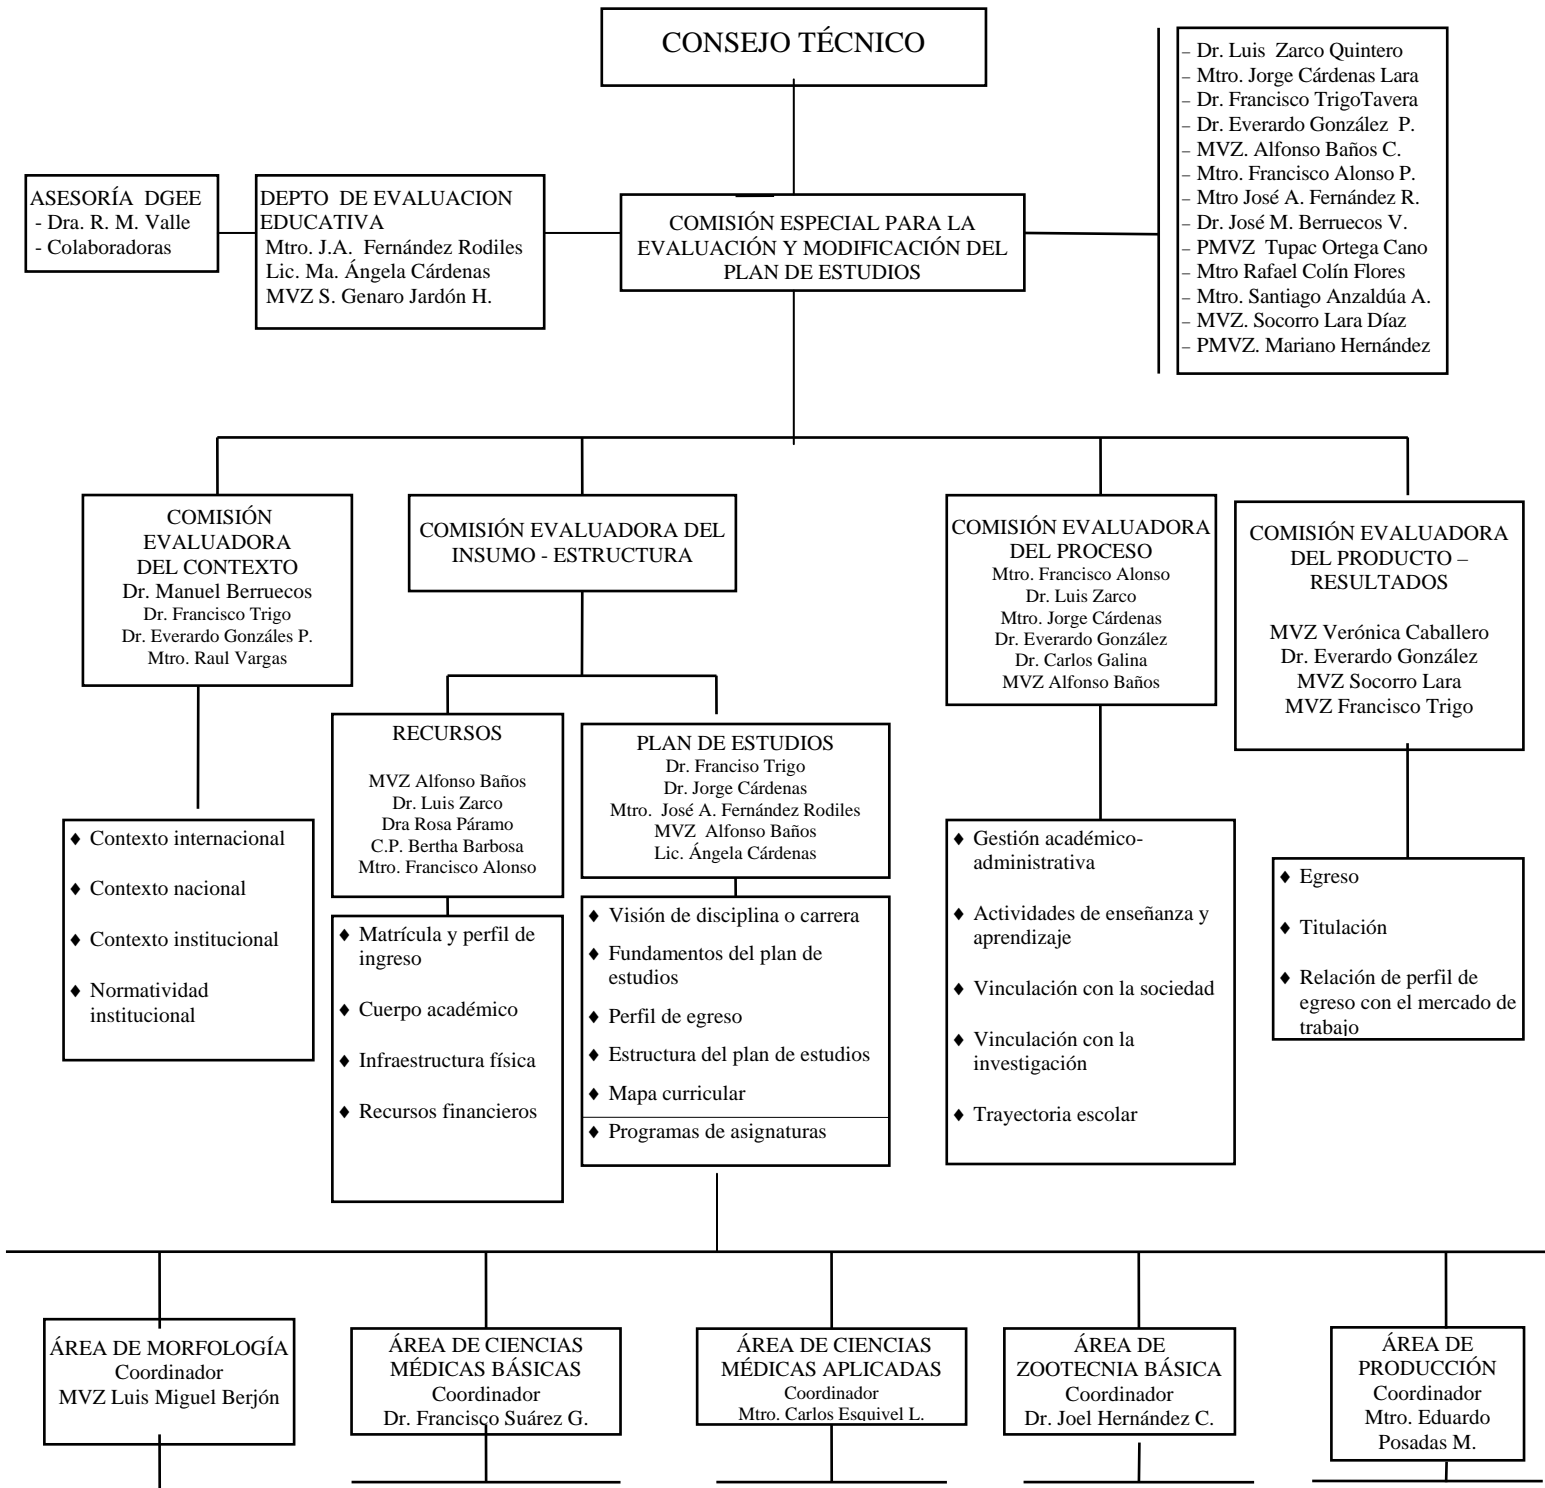 CONSEJO TÉCNICO
– Dr. Luis Zarco Quintero
– Mtro. Jorge Cárdenas Lara
– Dr. Francisco TrigoTavera
– Dr. Everardo González P.
– MVZ. Alfonso Baños C.
– Mtro. Francisco Alonso P.
– Mtro José A. Fernández R.
– Dr. José M. Berruecos V.
– PMVZ Tupac Ortega Cano
– Mtro Rafael Colín Flores
– Mtro. Santiago Anzaldúa A.
– MVZ. Socorro Lara Díaz
– PMVZ. Mariano Hernández
ASESORÍA DGEE
- Dra. R. M. Valle
- Colaboradoras
DEPTO DE EVALUACION
EDUCATIVA
Mtro. J.A. Fernández Rodiles
Lic. Ma. Ángela Cárdenas
MVZ S. Genaro Jardón H.
COMISIÓN ESPECIAL PARA LA
EVALUACIÓN Y MODIFICACIÓN DEL
PLAN DE ESTUDIOS
COMISIÓN
EVALUADORA
DEL CONTEXTO
Dr. Manuel Berruecos
Dr. Francisco Trigo
Dr. Everardo Gonzáles P.
Mtro. Raul Vargas
♦ Contexto internacional
♦ Contexto nacional
♦ Contexto institucional
♦ Normatividad
institucional
COMISIÓN EVALUADORA DEL
INSUMO - ESTRUCTURA
RECURSOS
MVZ Alfonso Baños
Dr. Luis Zarco
Dra Rosa Páramo
C.P. Bertha Barbosa
Mtro. Francisco Alonso
♦ Matrícula y perfil de
ingreso
♦ Cuerpo académico
♦ Infraestructura física
♦ Recursos financieros
PLAN DE ESTUDIOS
Dr. Franciso Trigo
Dr. Jorge Cárdenas
Mtro. José A. Fernández Rodiles
MVZ Alfonso Baños
Lic. Ángela Cárdenas
♦ Visión de disciplina o carrera
♦ Fundamentos del plan de
estudios
♦ Perfil de egreso
♦ Estructura del plan de estudios
♦ Mapa curricular
♦ Programas de asignaturas
COMISIÓN EVALUADORA
DEL PROCESO
Mtro. Francisco Alonso
Dr. Luis Zarco
Mtro. Jorge Cárdenas
Dr. Everardo González
Dr. Carlos Galina
MVZ Alfonso Baños
♦ Gestión académico-
administrativa
♦ Actividades de enseñanza y
aprendizaje
♦ Vinculación con la sociedad
♦ Vinculación con la
investigación
♦ Trayectoria escolar
COMISIÓN EVALUADORA
DEL PRODUCTO –
RESULTADOS
MVZ Verónica Caballero
Dr. Everardo González
MVZ Socorro Lara
MVZ Francisco Trigo
♦ Egreso
♦ Titulación
♦ Relación de perfil de
egreso con el mercado de
trabajo
ÁREA DE MORFOLOGÍA
Coordinador
MVZ Luis Miguel Berjón
ÁREA DE CIENCIAS
MÉDICAS BÁSICAS
Coordinador
Dr. Francisco Suárez G.
ÁREA DE CIENCIAS
MÉDICAS APLICADAS
Coordinador
Mtro. Carlos Esquivel L.
ÁREA DE
ZOOTECNIA BÁSICA
Coordinador
Dr. Joel Hernández C.
ÁREA DE
PRODUCCIÓN
Coordinador
Mtro. Eduardo
Posadas M.